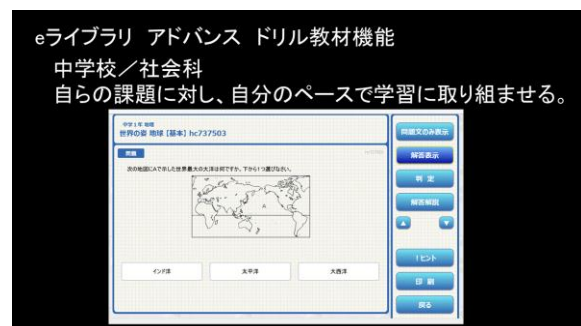 eライブラリ アドバンス ドリル教材機能
中学校／社会科
自らの課題に対し、自分のペースで学習に取り組ませる。
中学1年 地理
世界の姿 地球 [基本] hc737503
問題
次の地図にAで示した世界最大の大洋は何ですか。下から1つ選びなさい。
A
インド洋
太平洋
大西洋
問題文のみ表示
解答表示
判 定
解答解説
！ヒント
印 刷
戻る